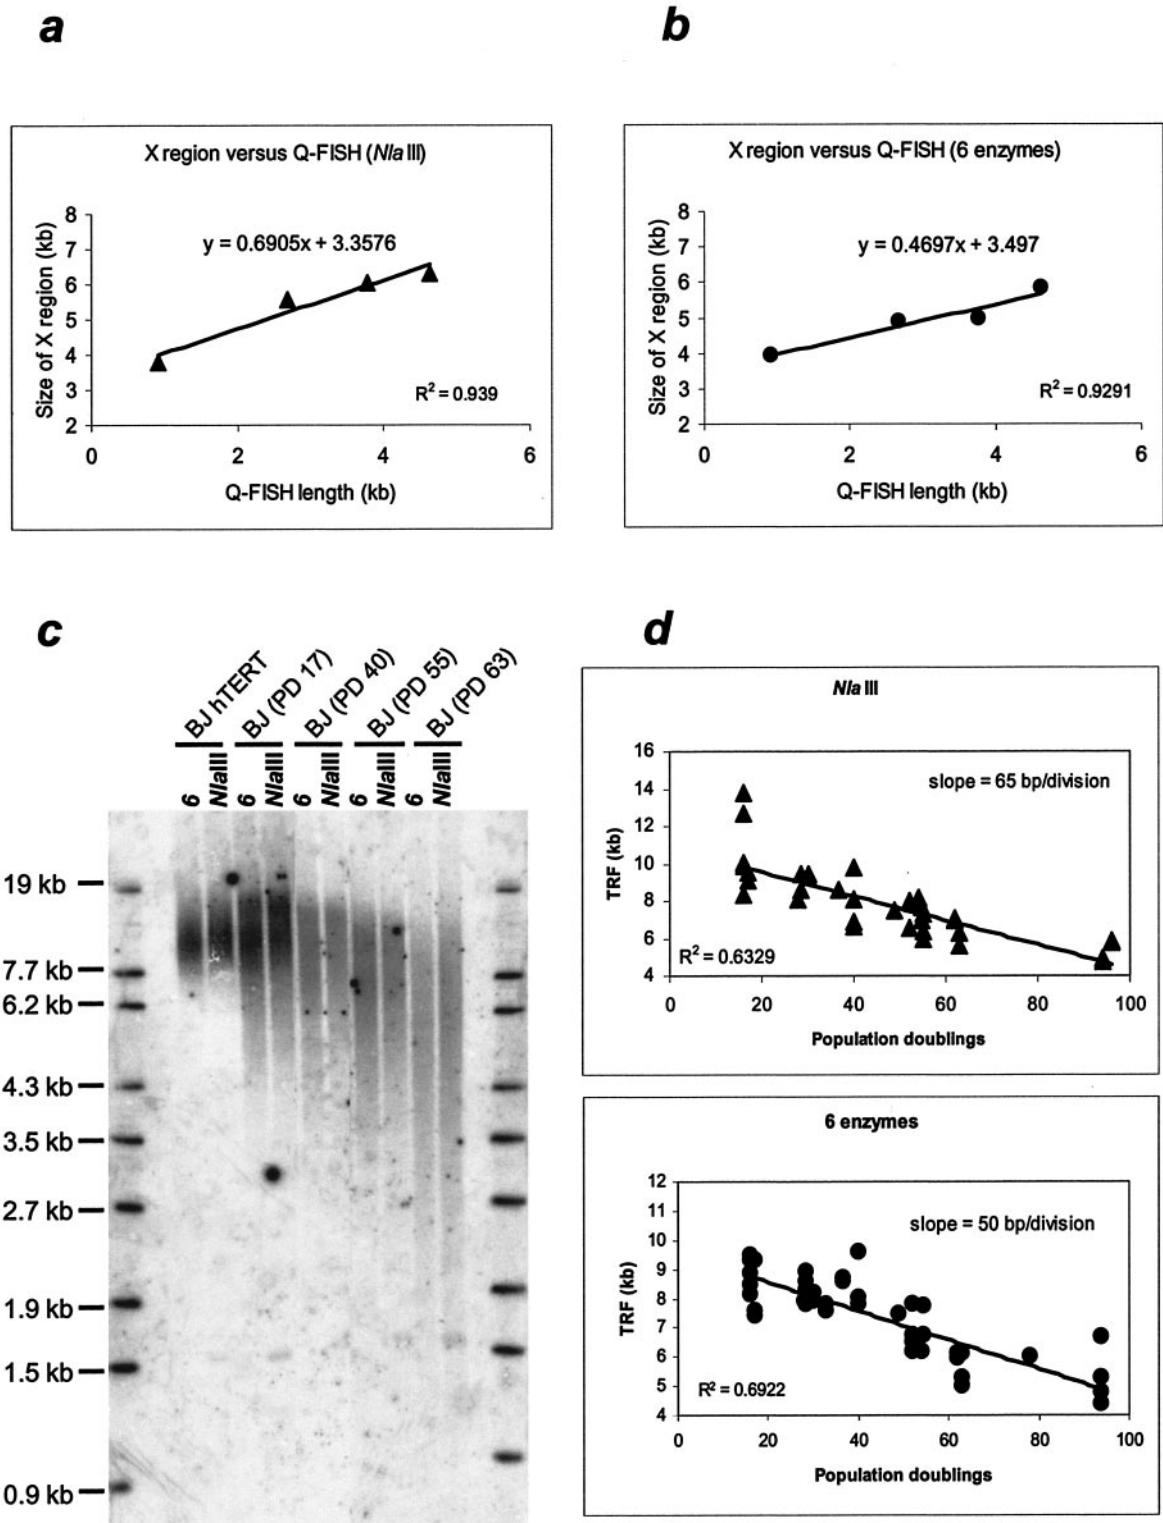 a
b
X region versus Q-FISH (Nla III)
y = 0.6905x + 3.3576
R² = 0.939
Size of X region (kb)
8
7
6
5
4
3
2
0 2 4 6
Q-FISH length (kb)
X region versus Q-FISH (6 enzymes)
y = 0.4697x + 3.497
R² = 0.9291
Size of X region (kb)
8
7
6
5
4
3
2
0 2 4 6
Q-FISH length (kb)
c
BJ hTERT
BJ (PD 17)
BJ (PD 40)
BJ (PD 55)
BJ (PD 63)
6 NlaIII 6 NlaIII 6 NlaIII 6 NlaIII 6 NlaIII
19 kb
7.7 kb
6.2 kb
4.3 kb
3.5 kb
2.7 kb
1.9 kb
1.5 kb
0.9 kb
d
Nla III
slope = 65 bp/division
R² = 0.6329
TRF (kb)
16
14
12
10
8
6
4
0 20 40 60 80 100
Population doublings
6 enzymes
slope = 50 bp/division
R² = 0.6922
TRF (kb)
12
11
10
9
8
7
6
5
4
0 20 40 60 80 100
Population doublings